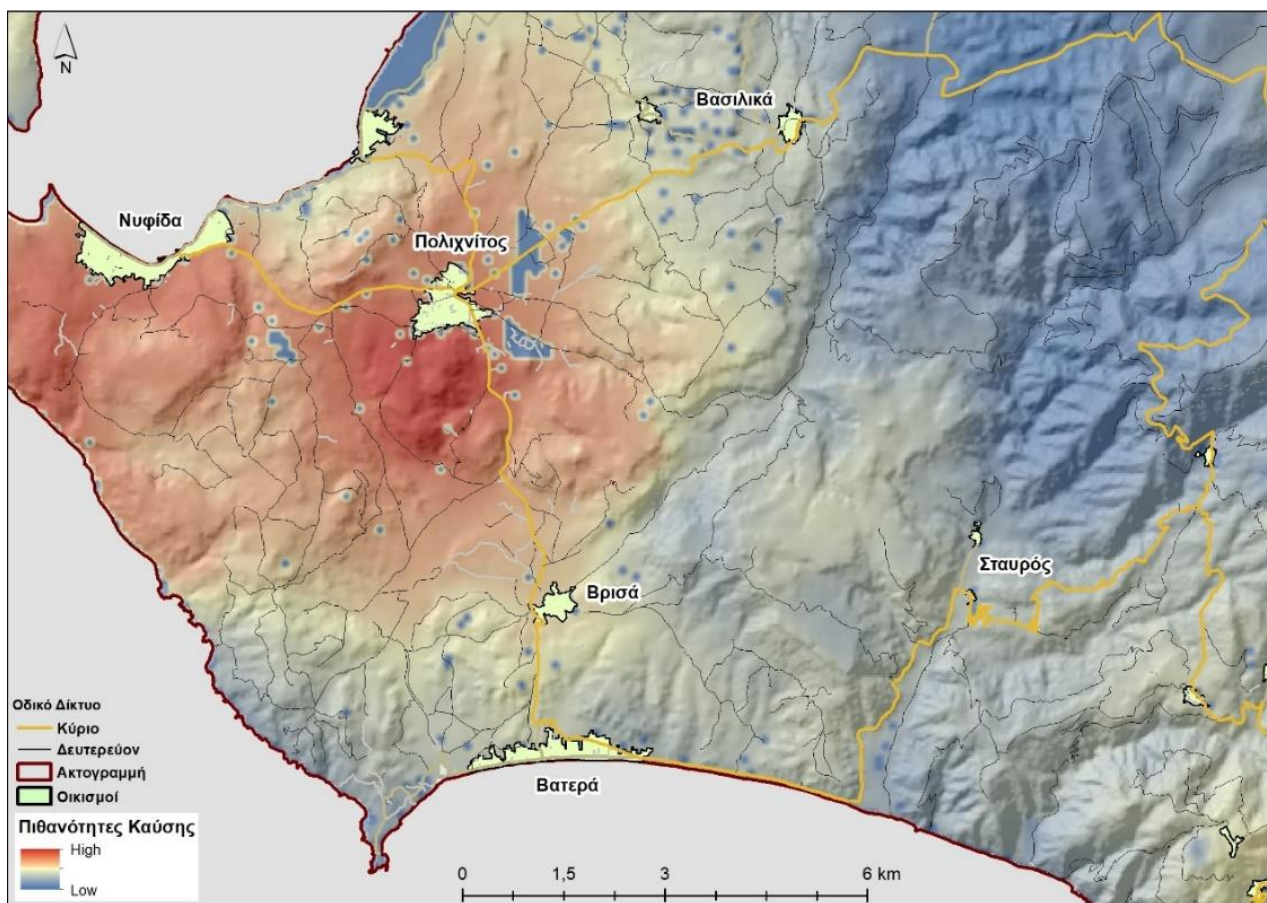 N
Βασιλικά
Νυφίδα
Πολιχνίτος
Σταυρός
Βρισά
Βατερά
Οδικό Δίκτυο
Κύριο
Δευτερεύον
Ακτογραμμή
Οικισμοί
Πιθανότητες Καύσης
High
Low
0 1,5 3 6 km